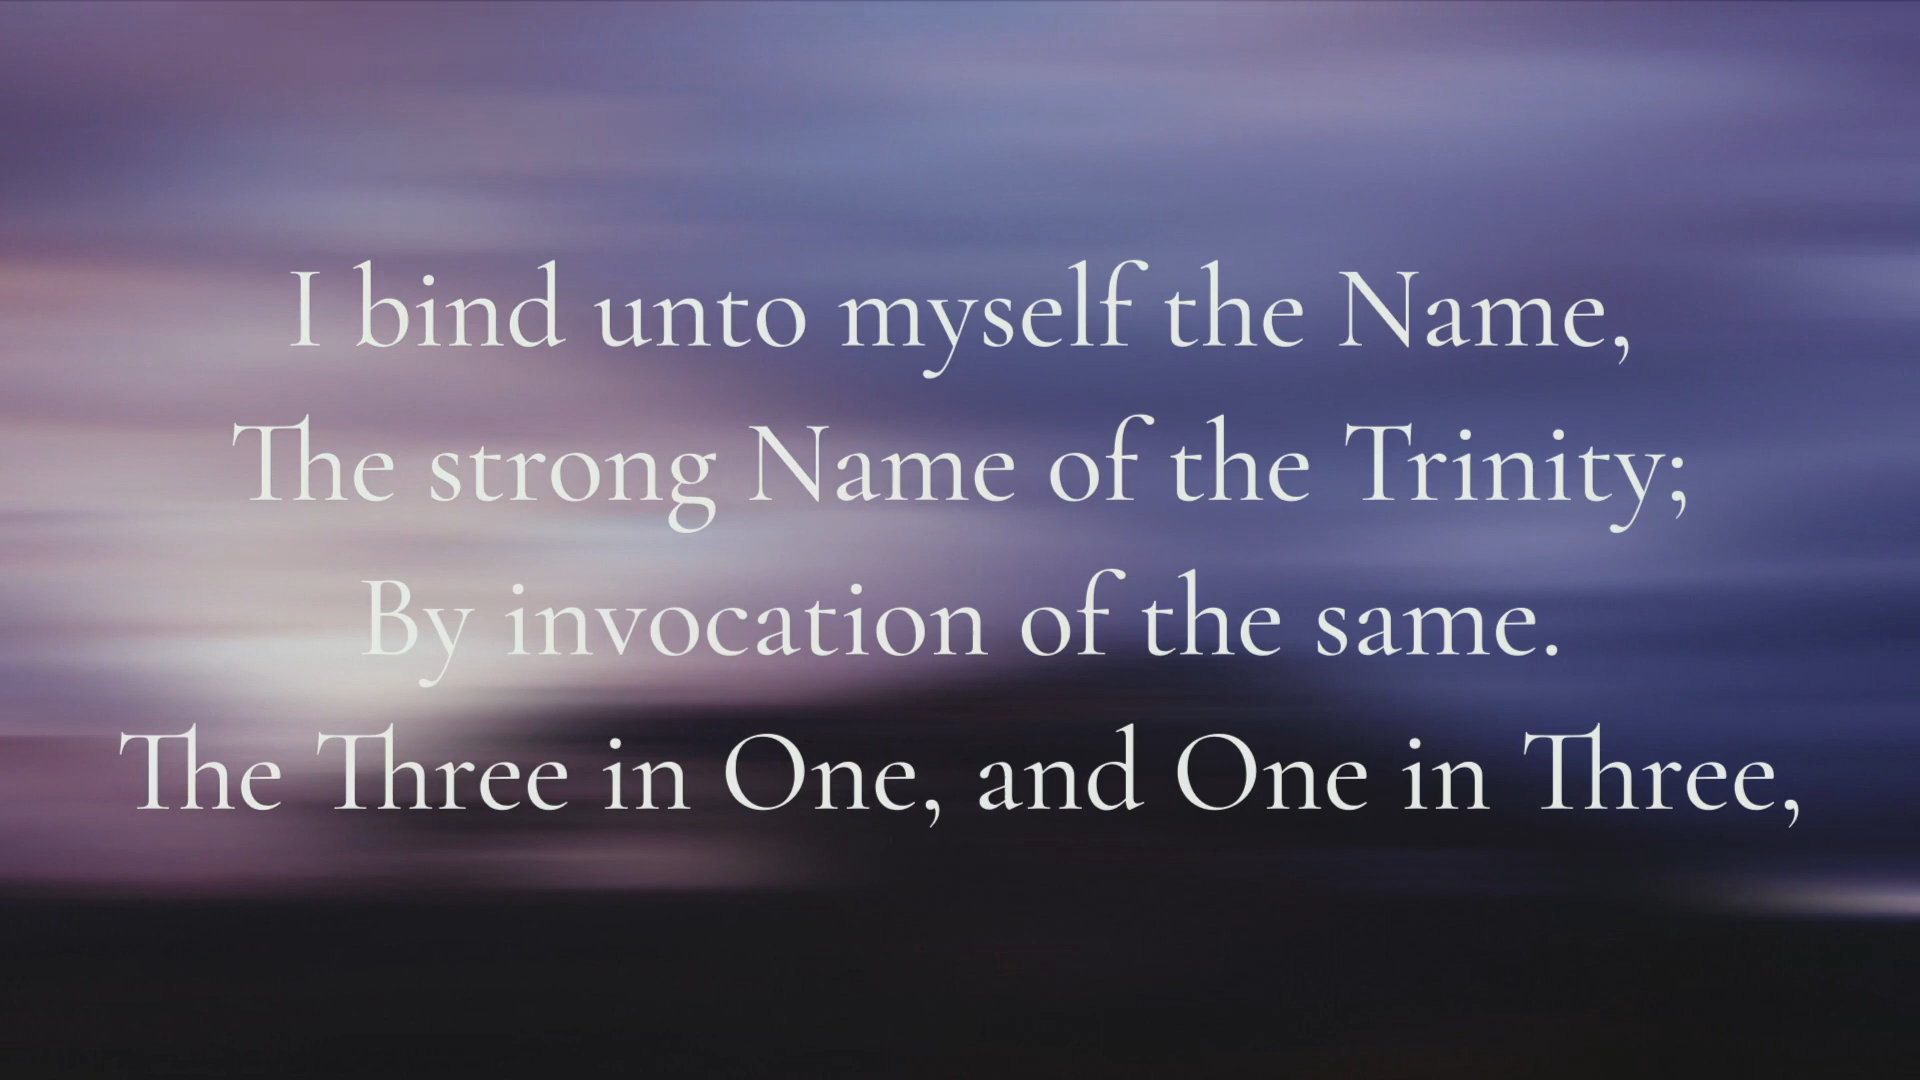 I bind unto myself the Name,
The strong Name of the Trinity;
By invocation of the same.
The Three in One, and One in Three,